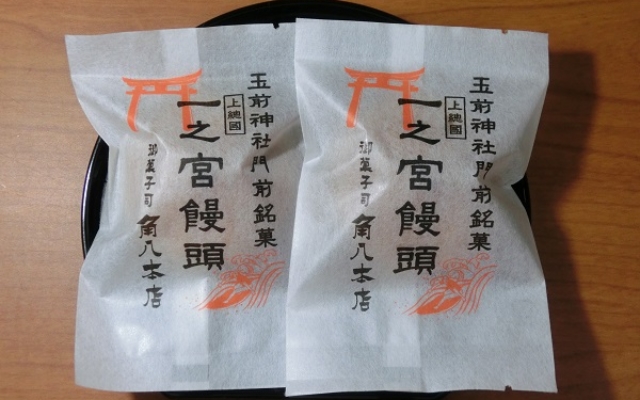 玉前神社門前銘菓
上總國
一之宮饅頭
御菓子司 角八本店
玉前神社門前銘菓
上總國
一之宮饅頭
御菓子司 角八本店